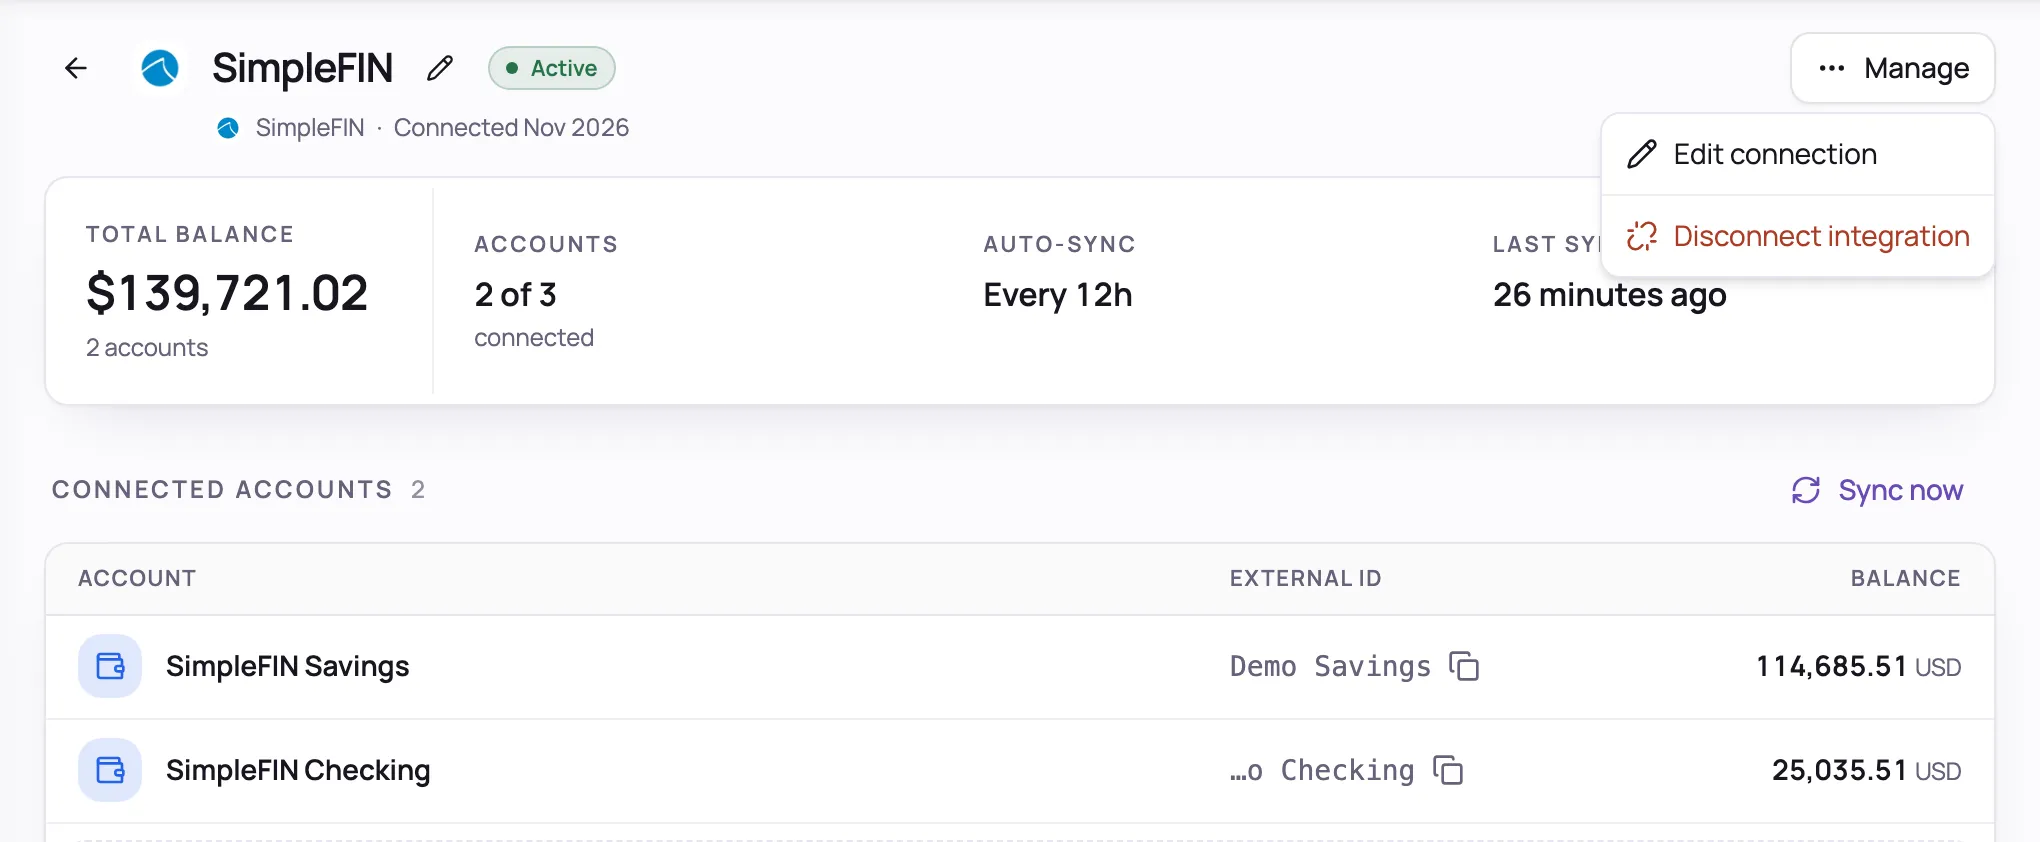 SimpleFIN
Active
Manage
SimpleFIN · Connected Nov 2026
Edit connection
Disconnect integration
TOTAL BALANCE
$139,721.02
2 accounts
ACCOUNTS
2 of 3
connected
AUTO-SYNC
Every 12h
LAST
26 minutes ago
CONNECTED ACCOUNTS 2
Sync now
ACCOUNT EXTERNAL ID BALANCE
SimpleFIN Savings Demo Savings 114,685.51 USD
SimpleFIN Checking …o Checking 25,035.51 USD